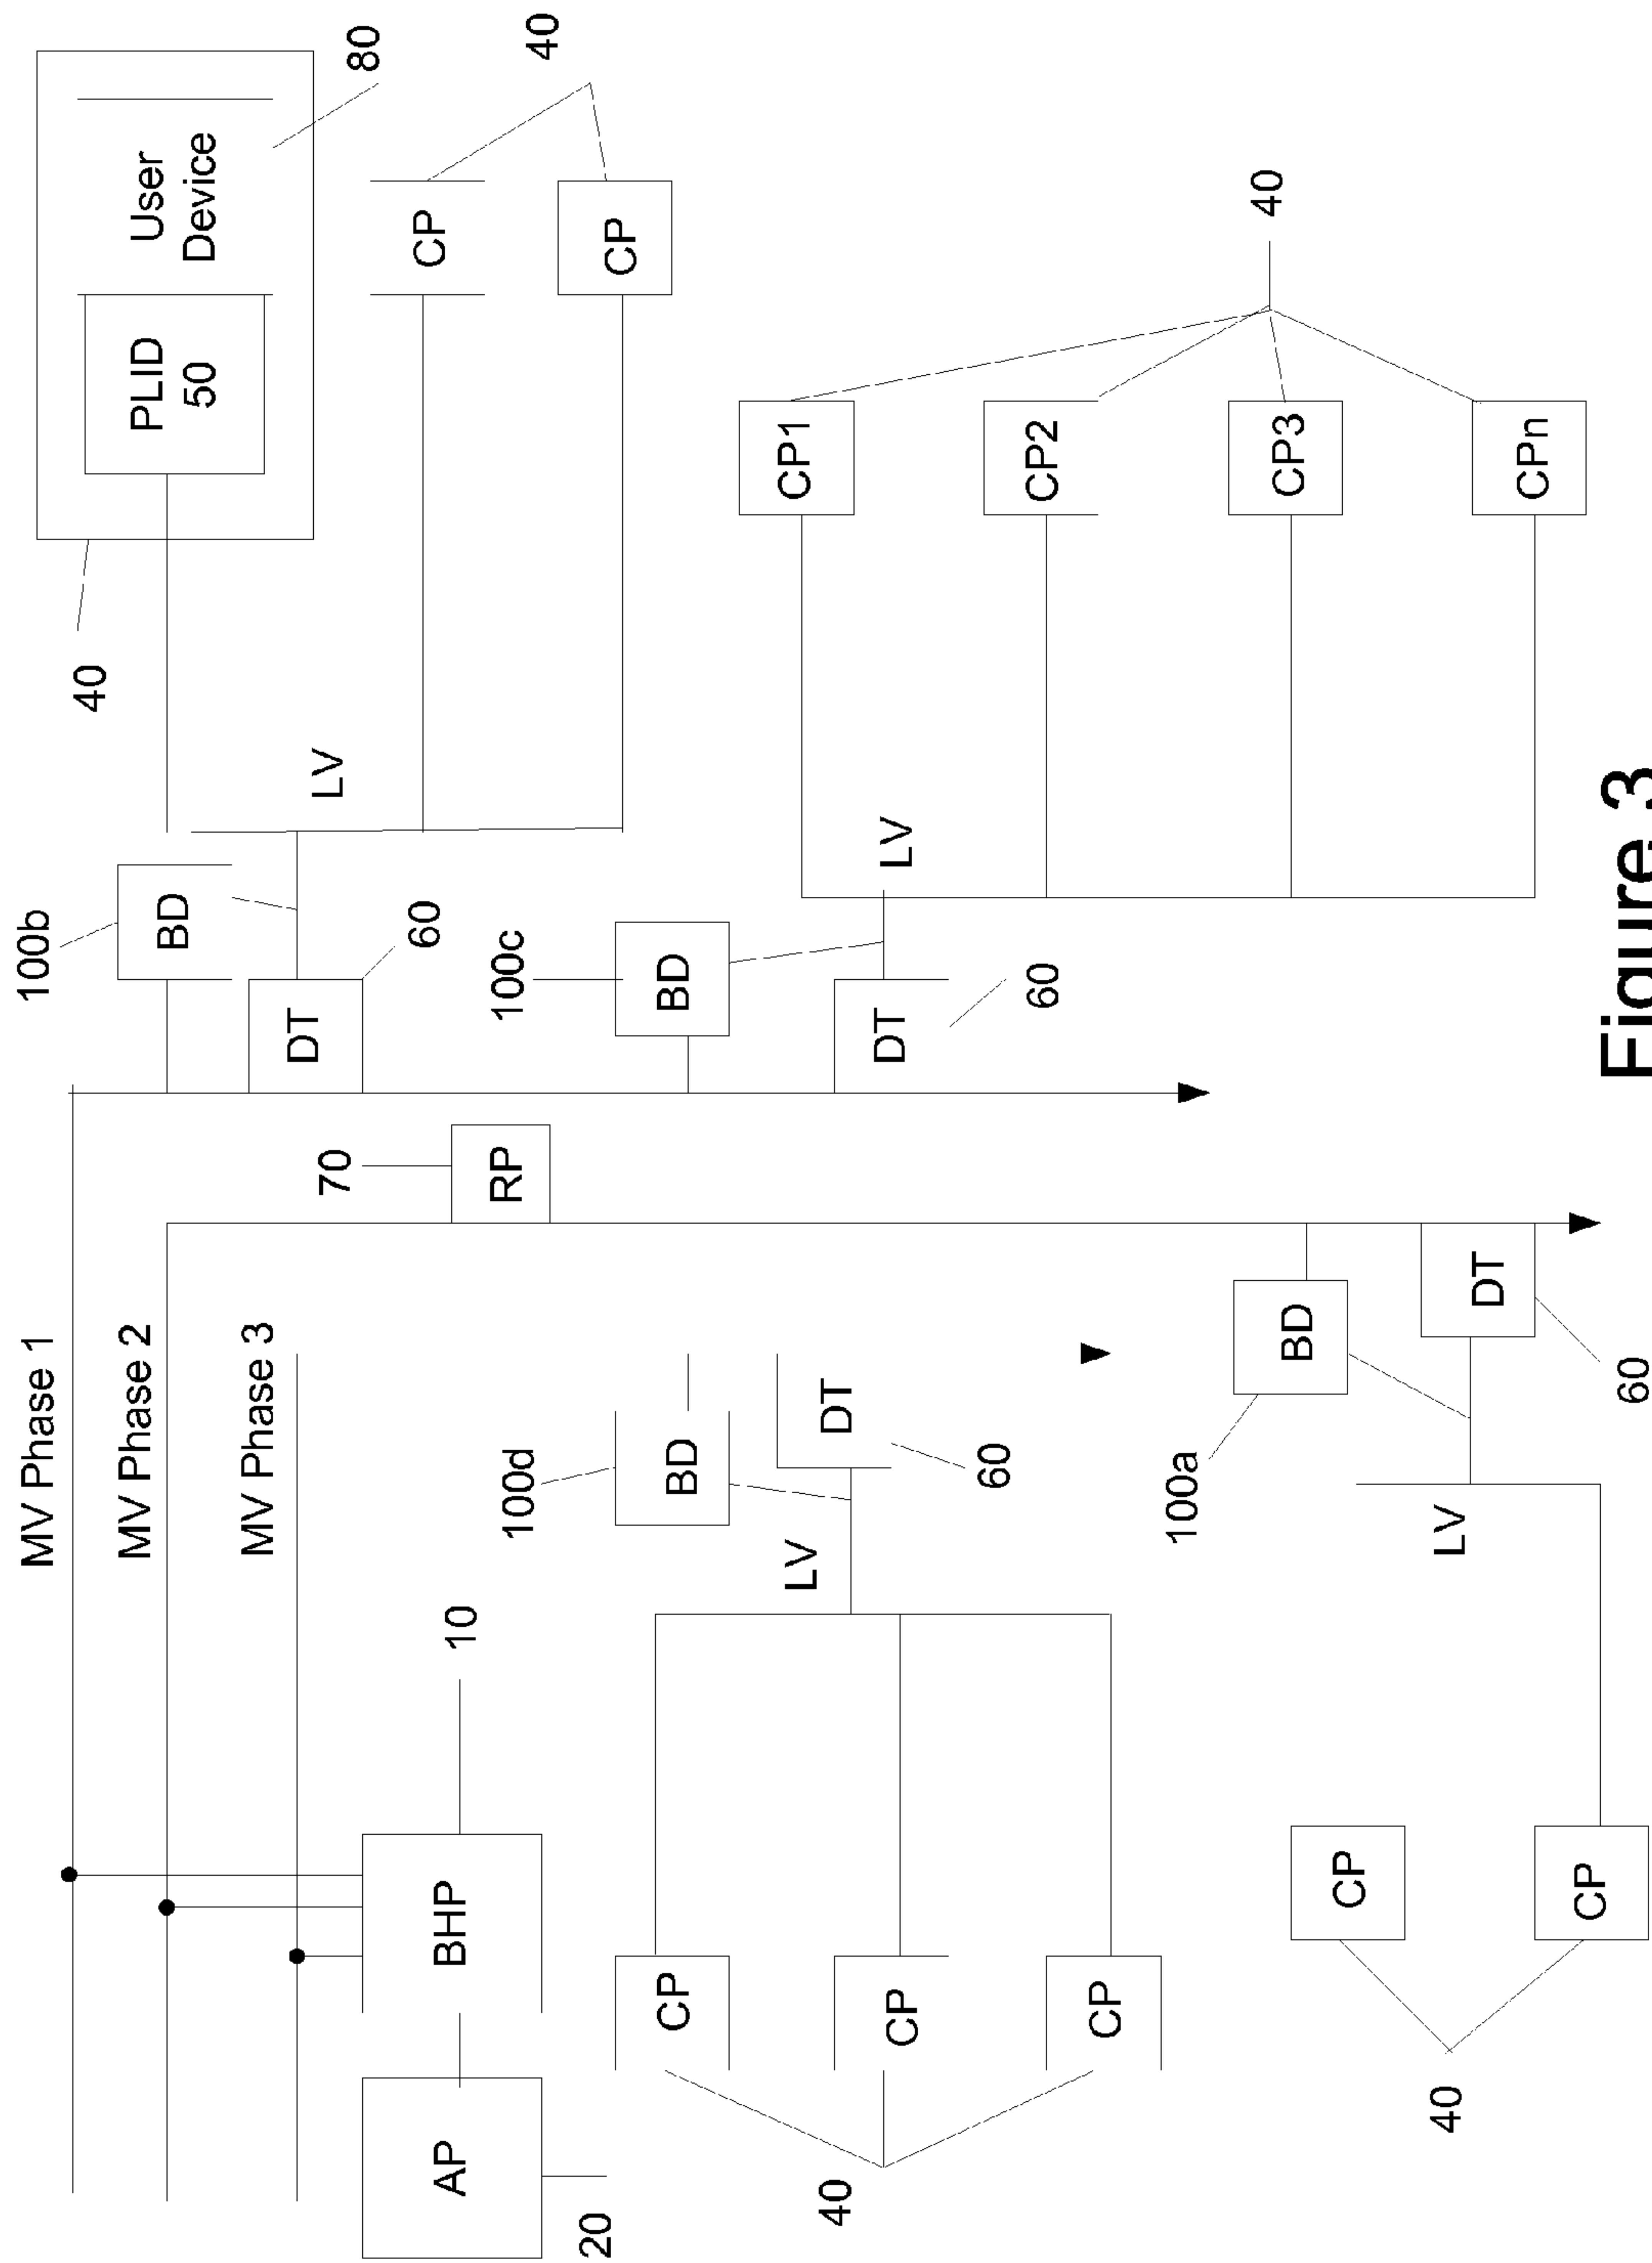 MV Phase 1
100b
MV Phase 2
40
BD
PLID
50
User
Device
MV Phase 3
DT
LV
70
80
60
CP
AP
BHP
10
RP
100d
100c
40
20
CP
CP
BD
BD
LV
CP1
40
DT
DT
LV
CP
60
60
CP2
CP
100a
40
BD
CP3
CP
40
LV
DT
CPn
CP
60
Figure 3